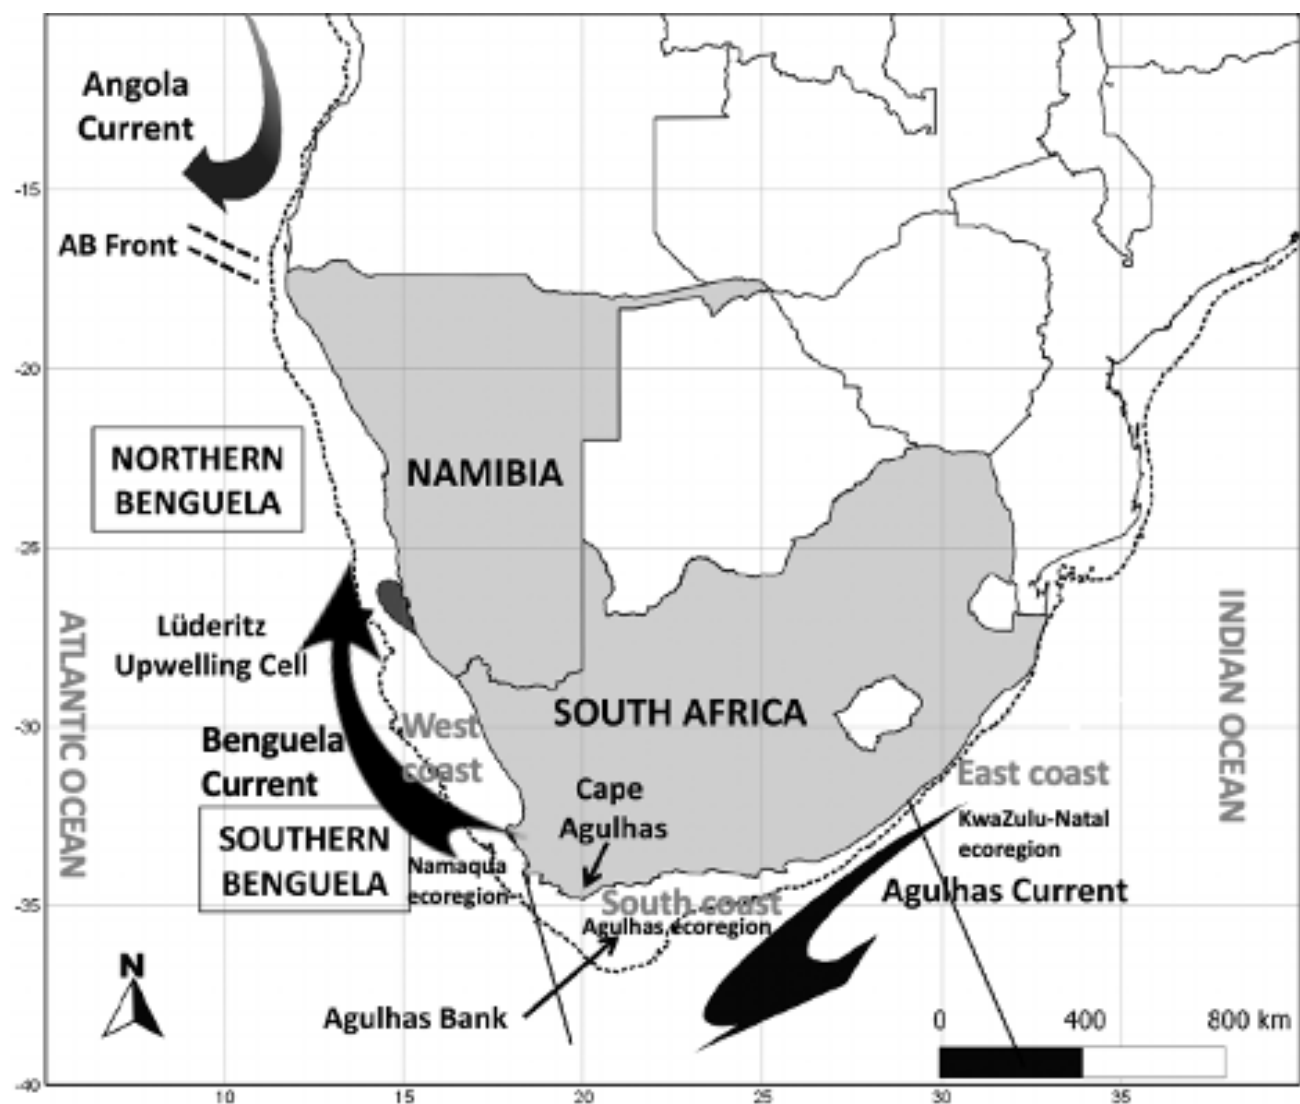 Angola
Current
-15
AB Front
-20
NORTHERN
BENGUELA
NAMIBIA
-25
ATLANTIC OCEAN
Lüderitz
Upwelling Cell
INDIAN OCEAN
-30
West
coast
SOUTH AFRICA
Benguela
Current
East coast
Cape
Agulhas
KwaZulu-Natal
ecoregion
SOUTHERN
BENGUELA
Namaqua
ecoregion
Agulhas Current
-35
South coast
Agulhas ecoregion
N
Agulhas Bank
0 400 800 km
-40
10 15 20 25 30 35